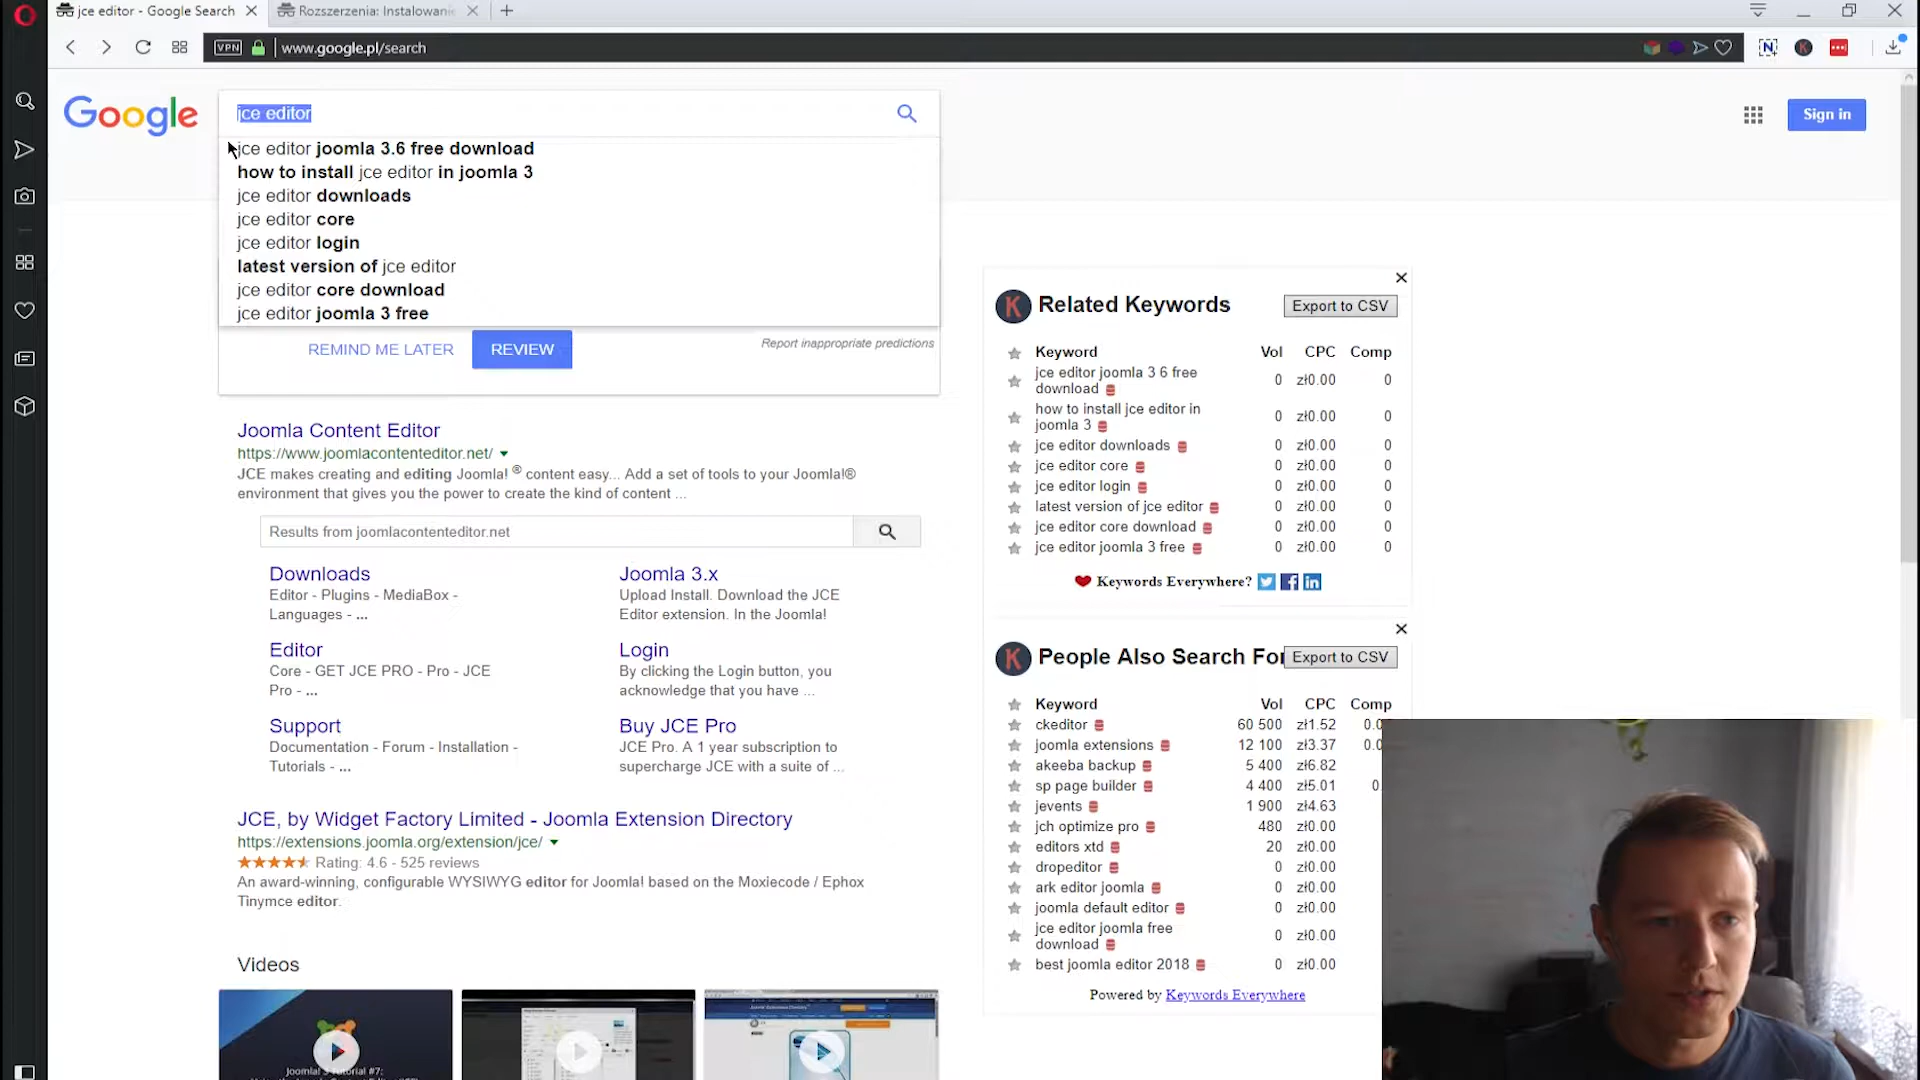 jce editor - Google Search
Rozszerzenia: Instalowani
VPN
www.google.pl/search
Google
jce editor
Sign in
jce editor joomla 3.6 free download
how to install jce editor in joomla 3
jce editor downloads
jce editor core
jce editor login
latest version of jce editor
jce editor core download
jce editor joomla 3 free
REMIND ME LATER
REVIEW
Report inappropriate predictions
Joomla Content Editor
https://www.joomlacontenteditor.net/
JCE makes creating and editing Joomla! ® content easy... Add a set of tools to your Joomla!®
environment that gives you the power to create the kind of content ...
Results from joomlacontenteditor.net
Downloads
Editor - Plugins - MediaBox -
Languages - ...
Joomla 3.x
Upload Install. Download the JCE
Editor extension. In the Joomla!
Editor
Core - GET JCE PRO - Pro - JCE
Pro - ...
Login
By clicking the Login button, you
acknowledge that you have ...
Support
Documentation - Forum - Installation -
Tutorials - ...
Buy JCE Pro
JCE Pro. A 1 year subscription to
supercharge JCE with a suite of ...
JCE, by Widget Factory Limited - Joomla Extension Directory
https://extensions.joomla.org/extension/jce/
Rating: 4.6 - 525 reviews
An award-winning, configurable WYSIWYG editor for Joomla! based on the Moxiecode / Ephox
Tinymce editor.
Videos
Joomla! 3 Tutorial #7:
K Related Keywords
Export to CSV
Keyword Vol CPC Comp
jce editor joomla 3 6 free
download 0 zł0.00 0
how to install jce editor in
joomla 3 0 zł0.00 0
jce editor downloads 0 zł0.00 0
jce editor core 0 zł0.00 0
jce editor login 0 zł0.00 0
latest version of jce editor 0 zł0.00 0
jce editor core download 0 zł0.00 0
jce editor joomla 3 free 0 zł0.00 0
Keywords Everywhere?
K People Also Search For
Export to CSV
Keyword Vol CPC Comp
ckeditor 60 500 zł1.52 0.0
joomla extensions 12 100 zł3.37 0.0
akeeba backup 5 400 zł6.82
sp page builder 4 400 zł5.01 0.
jevents 1 900 zł4.63
jch optimize pro 480 zł0.00
editors xtd 20 zł0.00
dropeditor 0 zł0.00
ark editor joomla 0 zł0.00
joomla default editor 0 zł0.00
jce editor joomla free
download 0 zł0.00
best joomla editor 2018 0 zł0.00
Powered by Keywords Everywhere